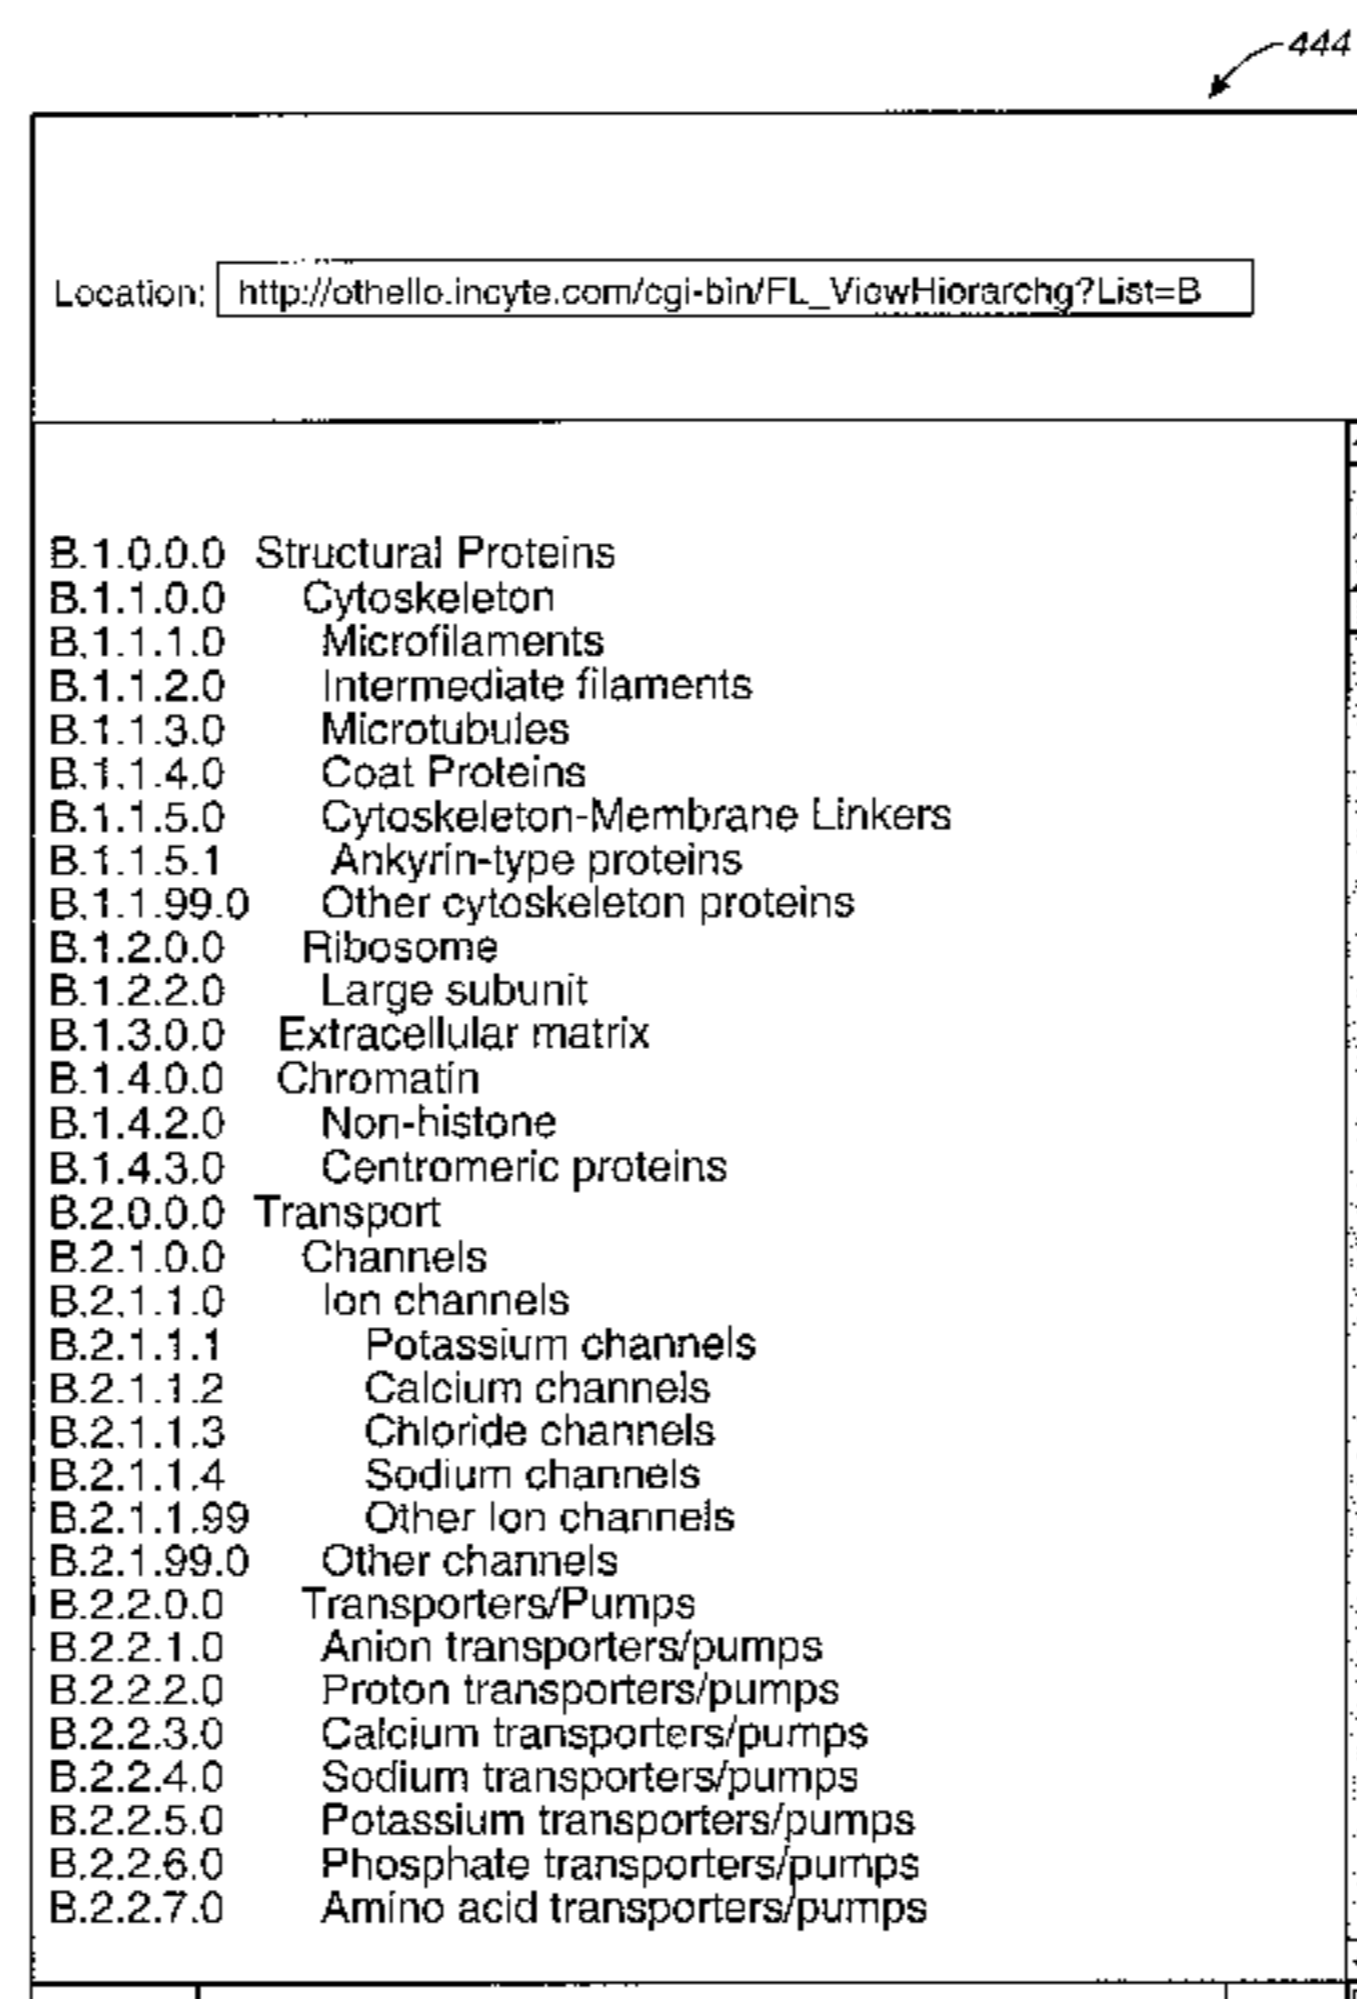 444
Location: http://othello.incyte.com/cgi-bin/FL_ViewHiorarchg?List=B
B.1.0.0.0 Structural Proteins
B.1.1.0.0 Cytoskeleton
B.1.1.1.0 Microfilaments
B.1.1.2.0 Intermediate filaments
B.1.1.3.0 Microtubules
B.1.1.4.0 Coat Proteins
B.1.1.5.0 Cytoskeleton-Membrane Linkers
B.1.1.5.1 Ankyrin-type proteins
B.1.1.99.0 Other cytoskeleton proteins
B.1.2.0.0 Ribosome
B.1.2.2.0 Large subunit
B.1.3.0.0 Extracellular matrix
B.1.4.0.0 Chromatin
B.1.4.2.0 Non-histone
B.1.4.3.0 Centromeric proteins
B.2.0.0.0 Transport
B.2.1.0.0 Channels
B.2.1.1.0 Ion channels
B.2.1.1.1 Potassium channels
B.2.1.1.2 Calcium channels
B.2.1.1.3 Chloride channels
B.2.1.1.4 Sodium channels
B.2.1.1.99 Other Ion channels
B.2.1.99.0 Other channels
B.2.2.0.0 Transporters/Pumps
B.2.2.1.0 Anion transporters/pumps
B.2.2.2.0 Proton transporters/pumps
B.2.2.3.0 Calcium transporters/pumps
B.2.2.4.0 Sodium transporters/pumps
B.2.2.5.0 Potassium transporters/pumps
B.2.2.6.0 Phosphate transporters/pumps
B.2.2.7.0 Amino acid transporters/pumps